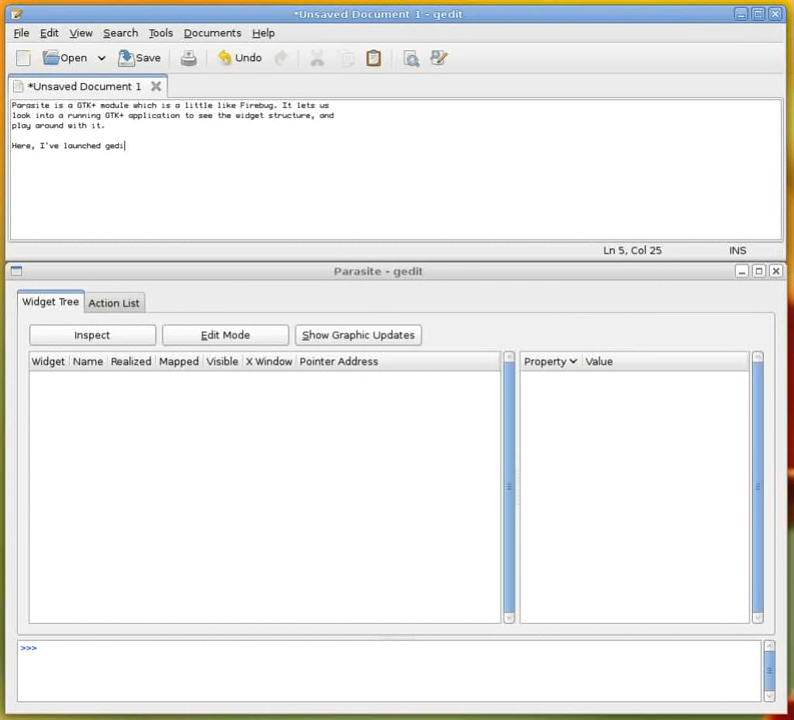 *Unsaved Document 1 - gedit
File Edit View Search Tools Documents Help
Open Save Undo
*Unsaved Document 1
Parasite is a GTK+ module which is a little like Firebug. It lets us
look into a running GTK+ application to see the widget structure, and
play around with it.
Here, I've launched gedi
Ln 5, Col 25 INS
Parasite - gedit
Widget Tree Action List
Inspect Edit Mode Show Graphic Updates
Widget Name Realized Mapped Visible X Window Pointer Address Property Value
>>>